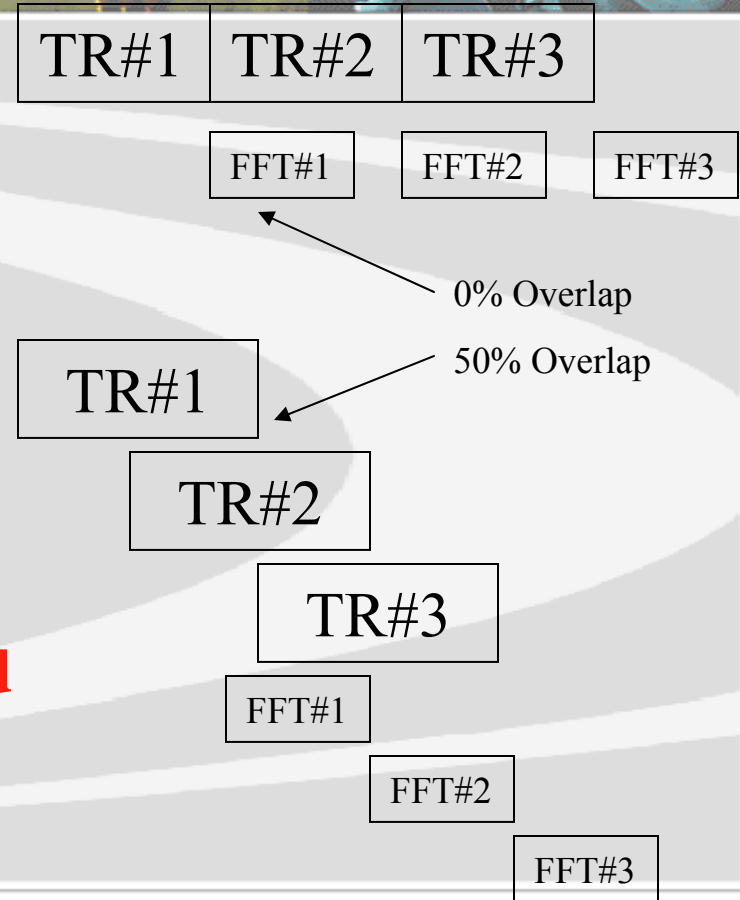 TR#1 TR#2 TR#3
FFT#1 FFT#2 FFT#3
0% Overlap
50% Overlap
TR#1
TR#2
TR#3
FFT#1
FFT#2
FFT#3